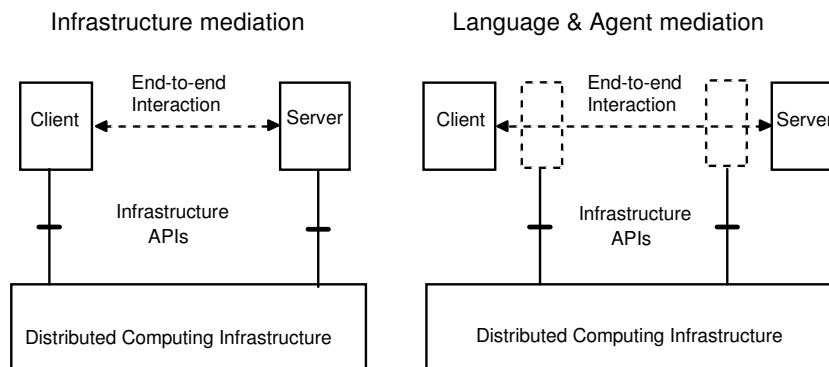 Infrastructure mediation
End-to-end
Interaction
Client
Server
Infrastructure
APIs
Distributed Computing Infrastructure
Language & Agent mediation
End-to-end
Interaction
Client
Server
Infrastructure
APIs
Distributed Computing Infrastructure